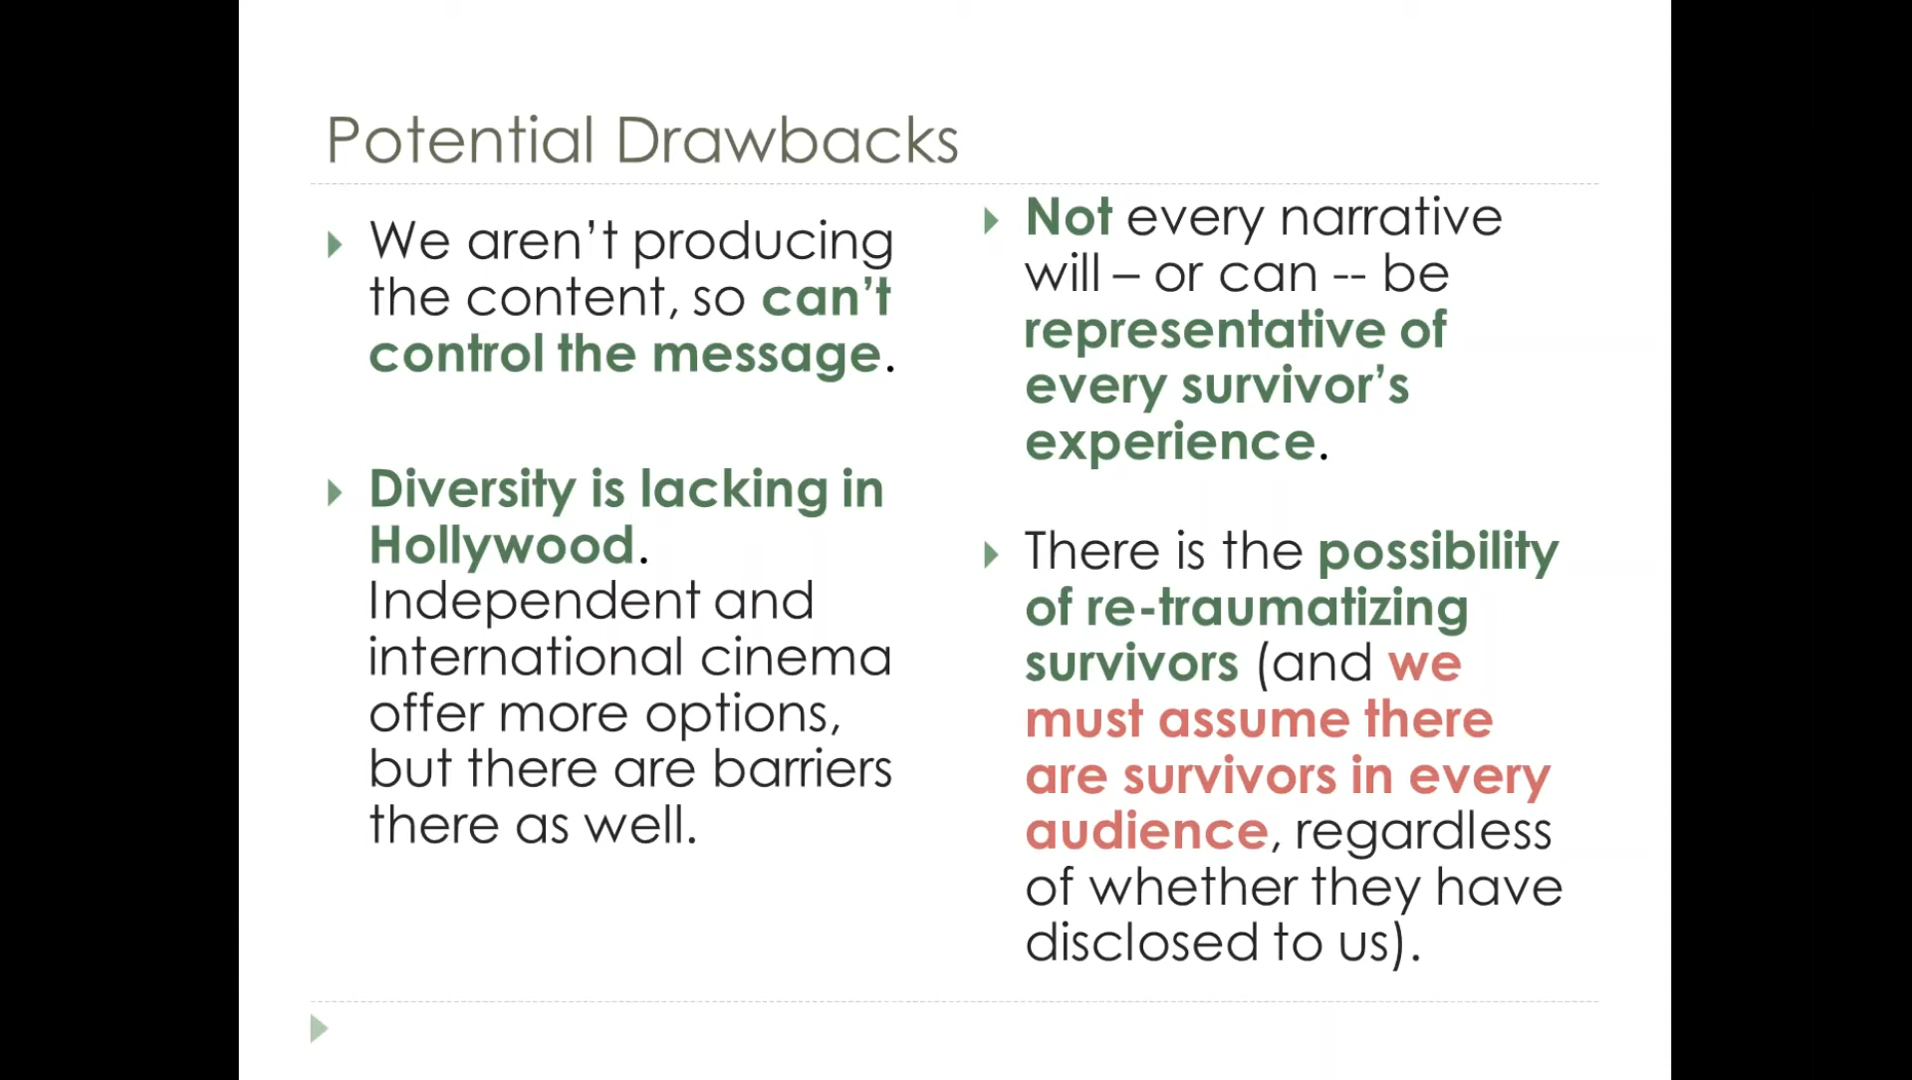 Potential Drawbacks
We aren’t producing
the content, so can’t
control the message.
Diversity is lacking in
Hollywood.
Independent and
international cinema
offer more options,
but there are barriers
there as well.
Not every narrative
will – or can -- be
representative of
every survivor’s
experience.
There is the possibility
of re-traumatizing
survivors (and we
must assume there
are survivors in every
audience, regardless
of whether they have
disclosed to us).